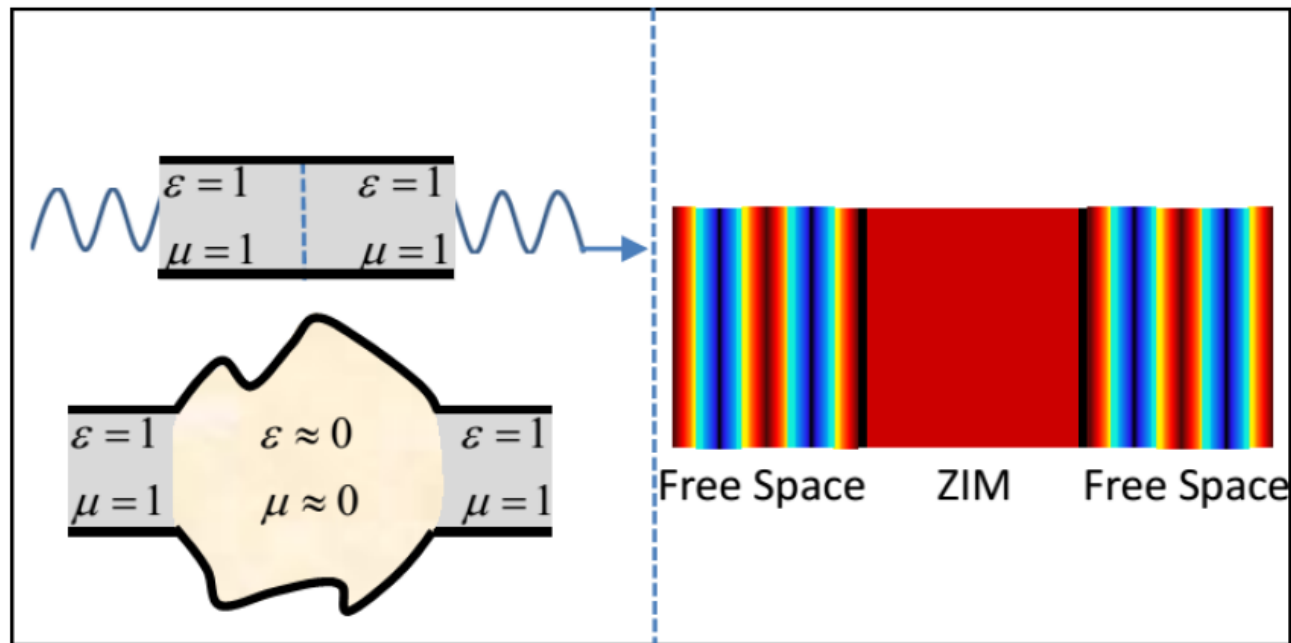 ε = 1 ε = 1
μ = 1 μ = 1
ε = 1 ε ≈ 0 ε = 1
μ = 1 μ ≈ 0 μ = 1
Free Space ZIM Free Space